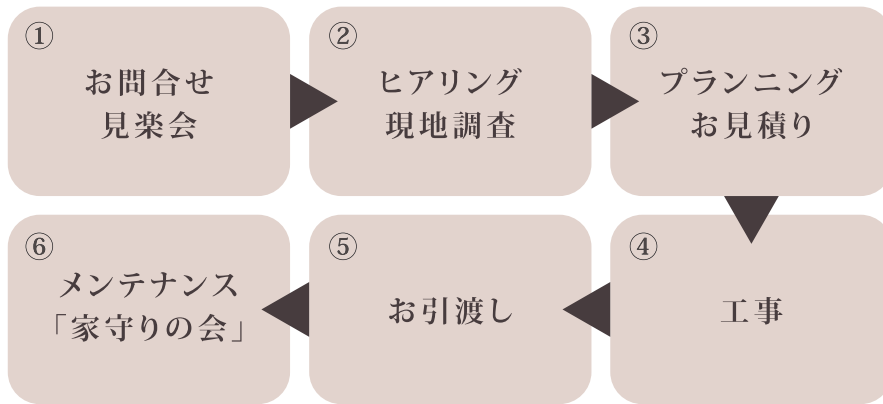 ①
お問合せ
見楽会
②
ヒアリング
現地調査
③
プランニング
お見積り
④
工事
⑤
お引渡し
⑥
メンテナンス
「家守りの会」